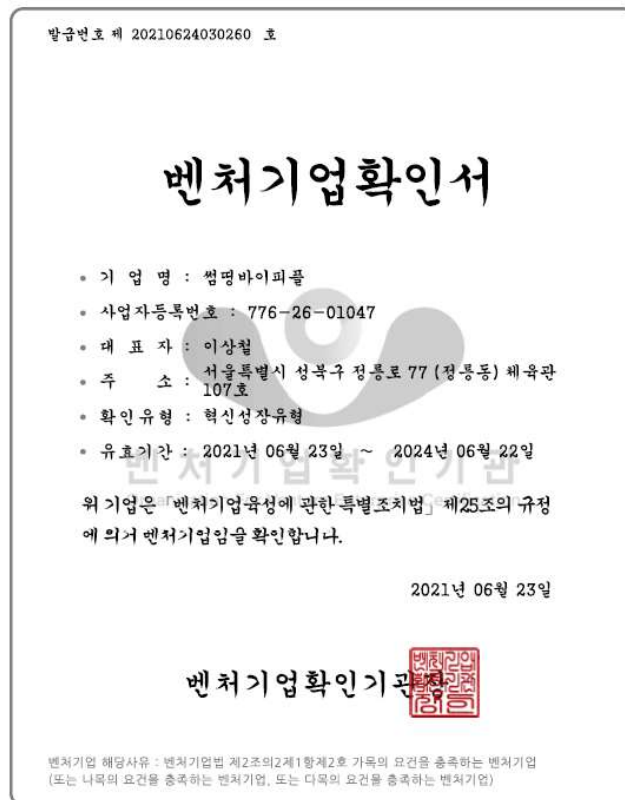 발급번호 제 20210624030260 호
벤처기업확인서
• 기 업 명 : 썸띵바이피플
• 사업자등록번호 : 776-26-01047
• 대 표 자 : 이상철
• 주 소 : 서울특별시 성북구 정릉로 77 (정릉동) 체육관
107호
• 확인유형 : 혁신성장유형
• 유효기간 : 2021년 06월 23일 ~ 2024년 06월 22일
벤처기업확인기관
위 기업은 「벤처기업육성에 관한 특별조치법」 제25조의 규정
에 의거 벤처기업임을 확인합니다.
2021년 06월 23일
벤처기업확인기관장
벤처기업 해당사유 : 벤처기업법 제2조의2제1항제2호 가목의 요건을 충족하는 벤처기업
(또는 나목의 요건을 충족하는 벤처기업, 또는 다목의 요건을 충족하는 벤처기업)